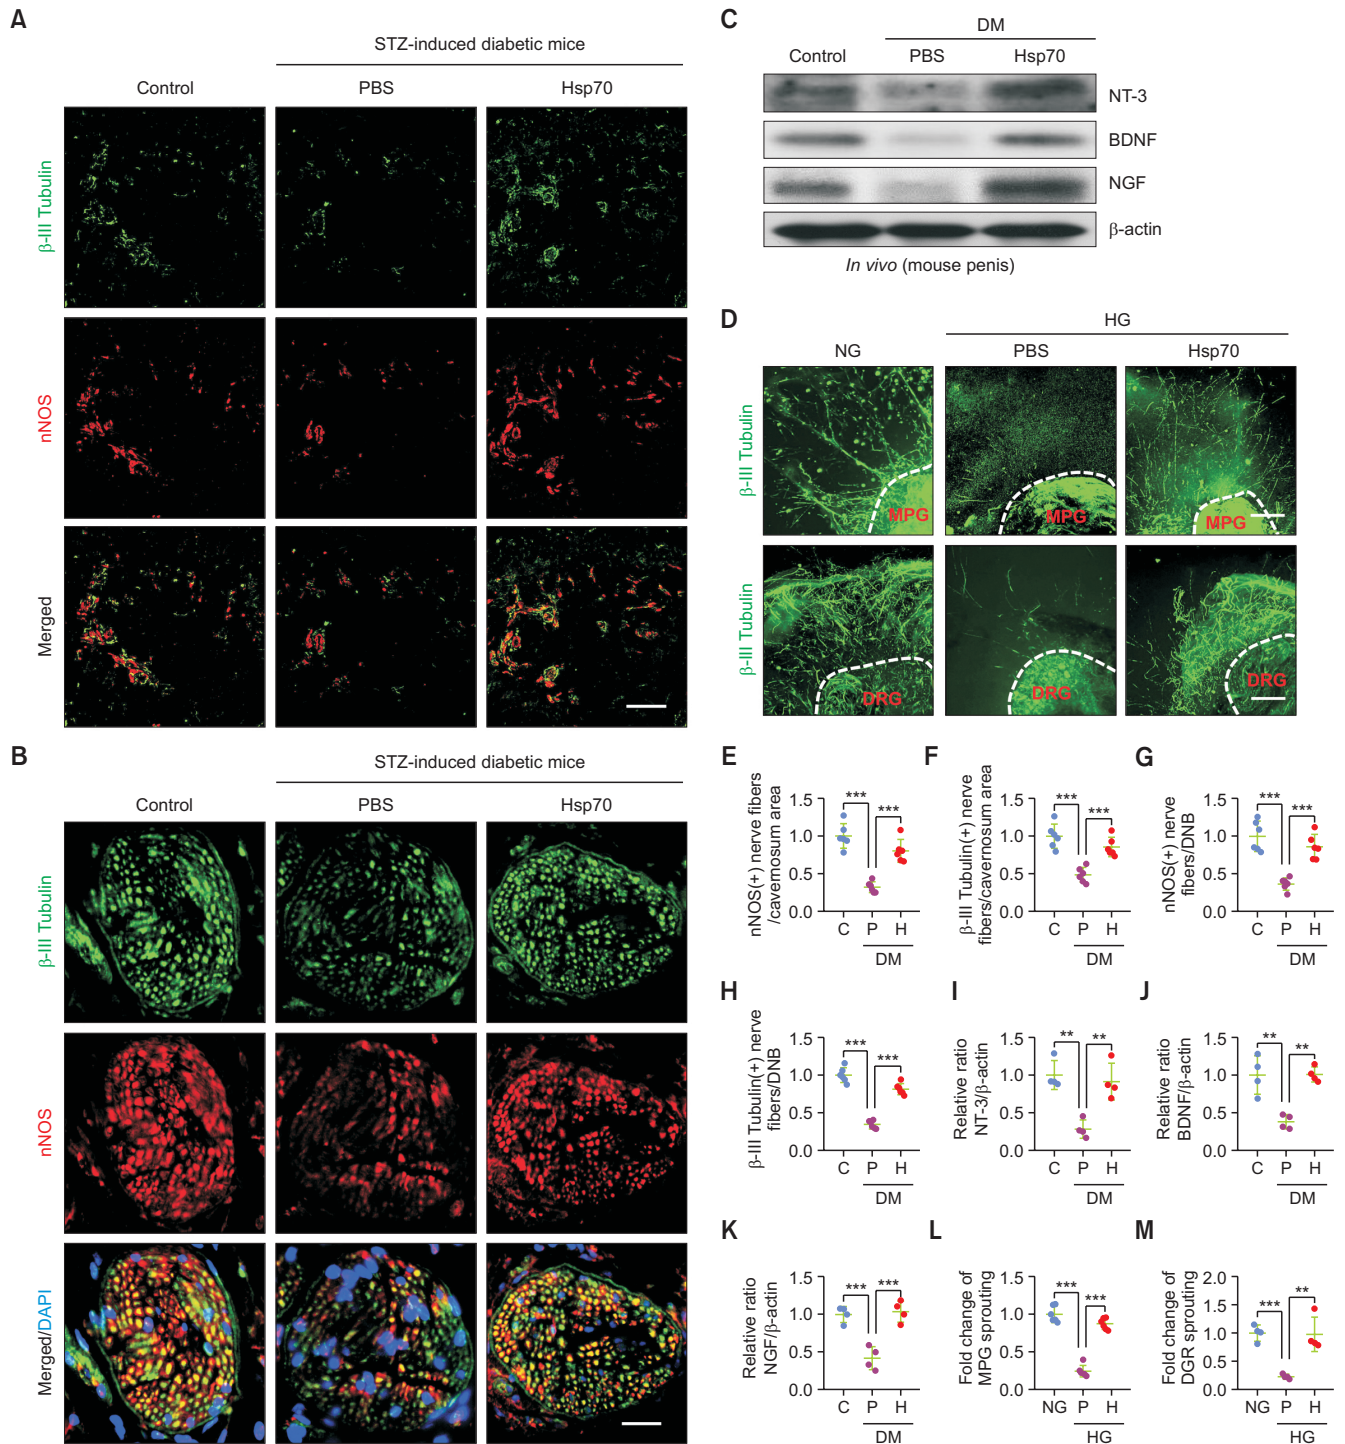 A
STZ-induced diabetic mice
Control
PBS
Hsp70
β-III Tubulin
nNOS
Merged
B
STZ-induced diabetic mice
Control
PBS
Hsp70
β-III Tubulin
nNOS
Merged/DAPI
C
DM
Control
PBS
Hsp70
NT-3
BDNF
NGF
β-actin
In vivo (mouse penis)
D
HG
NG
PBS
Hsp70
β-III Tubulin
MPG
MPG
MPG
β-III Tubulin
DRG
DRG
DRG
E
nNOS(+) nerve fibers
/cavernosum area
1.5
1.0
0.5
0.0
***
***
C
P
H
DM
F
β-III Tubulin(+) nerve
fibers/cavernosum area
1.5
1.0
0.5
0.0
***
***
C
P
H
DM
G
nNOS(+) nerve
fibers/DNB
1.5
1.0
0.5
0.0
***
***
C
P
H
DM
H
β-III Tubulin(+) nerve
fibers/DNB
1.5
1.0
0.5
0.0
***
***
C
P
H
DM
I
Relative ratio
NT-3/β-actin
1.5
1.0
0.5
0.0
**
**
C
P
H
DM
J
Relative ratio
BDNF/β-actin
1.5
1.0
0.5
0.0
**
**
C
P
H
DM
K
Relative ratio
NGF/β-actin
1.5
1.0
0.5
0.0
***
***
C
P
H
DM
L
Fold change of
MPG sprouting
1.5
1.0
0.5
0.0
***
***
NG
P
H
HG
M
Fold change of
DGR sprouting
2.0
1.5
1.0
0.5
0.0
***
**
NG
P
H
HG